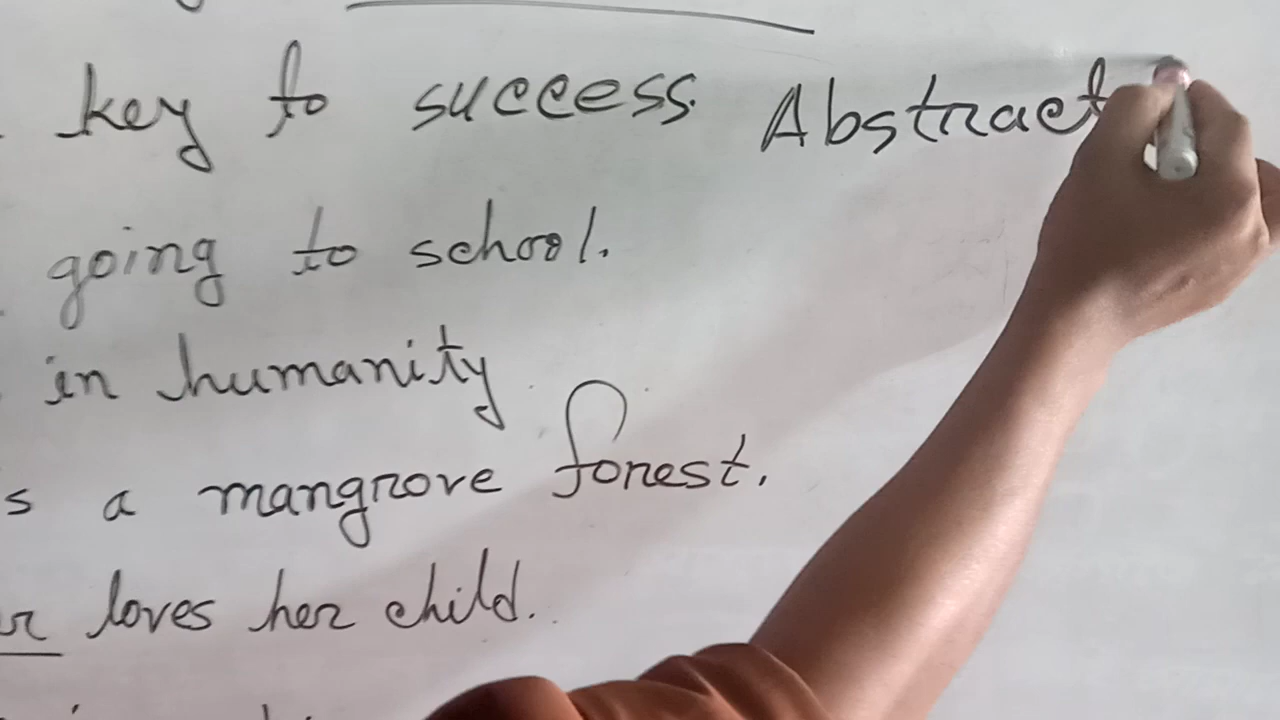 key to success. Abstract
going to school.
in humanity
s a mangrove forest.
r loves her child.